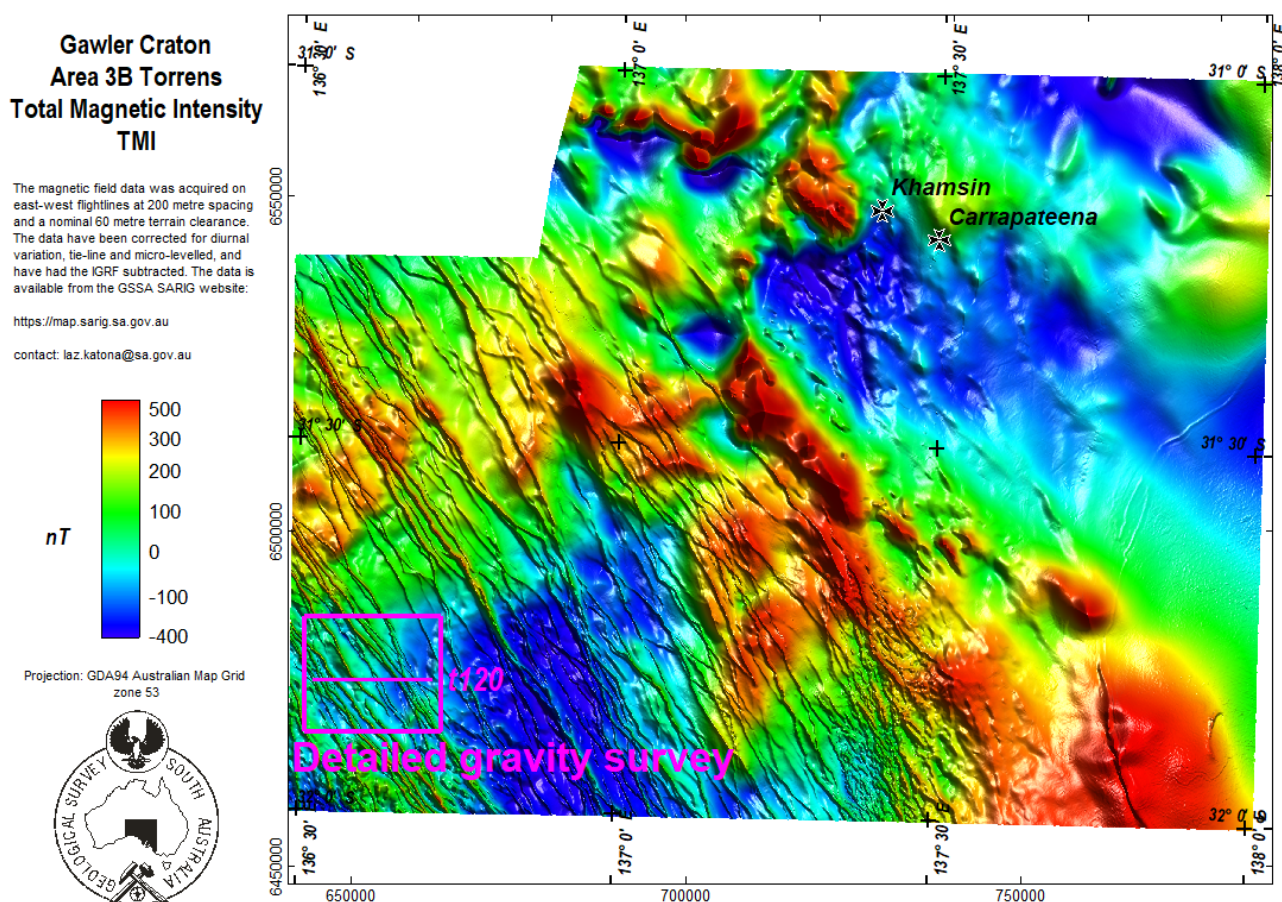 Gawler Craton
Area 3B Torrens
Total Magnetic Intensity
TMI
The magnetic field data was acquired on
east-west flightlines at 200 metre spacing
and a nominal 60 metre terrain clearance.
The data have been corrected for diurnal
variation, tie-line and micro-levelled, and
have had the IGRF subtracted. The data is
available from the GSSA SARIG website:
https://map.sarig.sa.gov.au
contact: laz.katona@sa.gov.au
500
300
200
100
0
-100
-400
nT
Projection: GDA94 Australian Map Grid
zone 53
GEOLOGICAL SURVEY SOUTH AUSTRALIA
137° 0' E
137° 30' E
138° 0'
31° 0' S
6550000
Khamsin
Carrapateena
31° 30' S
31° 30' S
6500000
t120
Detailed gravity survey
32° 0' S
6450000
136° 30'
137° 0' E
137° 30' E
138° 0'
650000
700000
750000